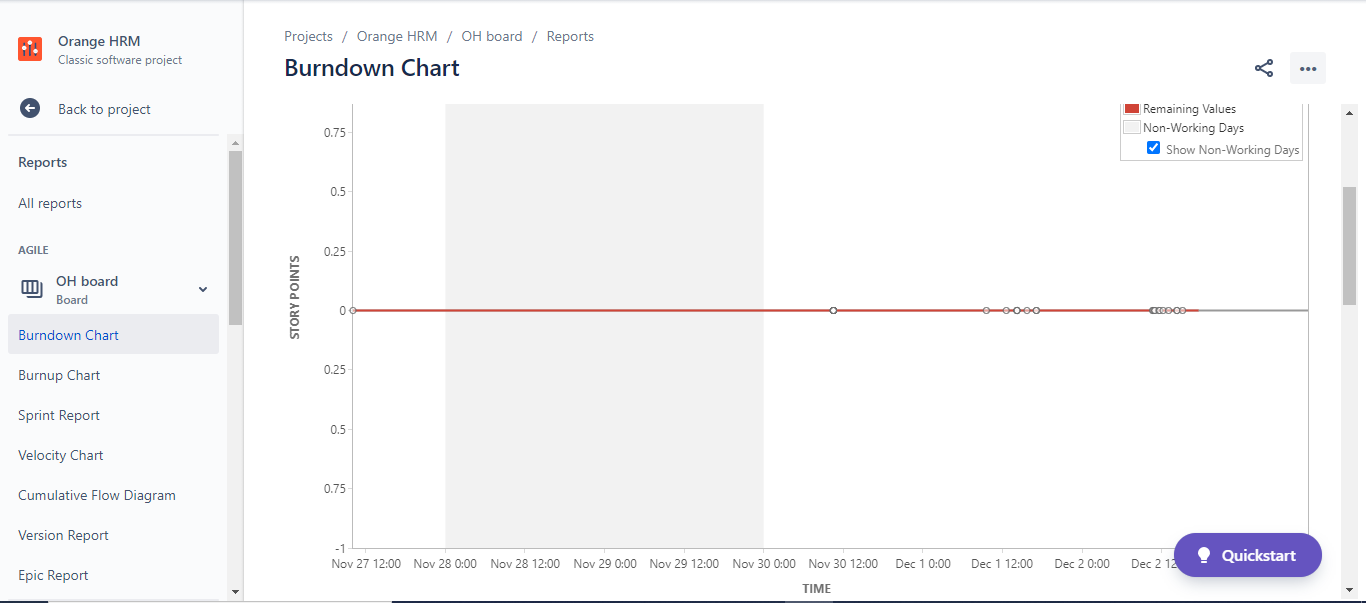 Orange HRM
Classic software project
Back to project
Reports
All reports
AGILE
OH board
Board
Burndown Chart
Burnup Chart
Sprint Report
Velocity Chart
Cumulative Flow Diagram
Version Report
Epic Report
Projects / Orange HRM / OH board / Reports
Burndown Chart
Remaining Values
Non-Working Days
Show Non-Working Days
STORY POINTS
0.75
0.5
0.25
0
0.25
0.5
0.75
-1
Nov 27 12:00 Nov 28 0:00 Nov 28 12:00 Nov 29 0:00 Nov 29 12:00 Nov 30 0:00 Nov 30 12:00 Dec 1 0:00 Dec 1 12:00 Dec 2 0:00 Dec 2
TIME
Quickstart